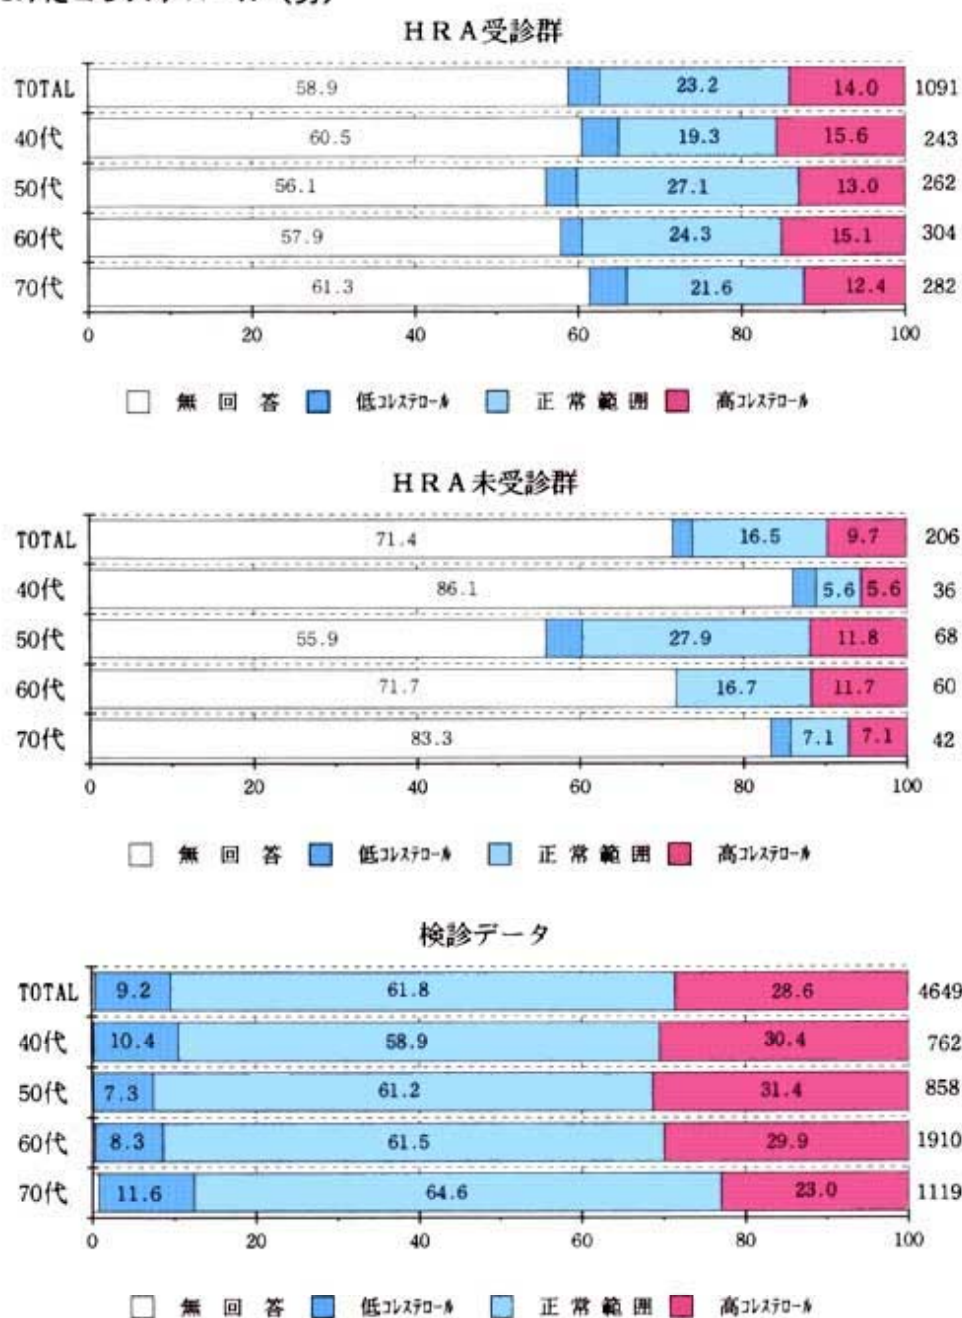 HRA受診群
TOTAL 58.9 23.2 14.0 1091
40代 60.5 19.3 15.6 243
50代 56.1 27.1 13.0 262
60代 57.9 24.3 15.1 304
70代 61.3 21.6 12.4 282
0 20 40 60 80 100
無回答 低コレステロール 正常範囲 高コレステロール
HRA未受診群
TOTAL 71.4 16.5 9.7 206
40代 86.1 5.6 5.6 36
50代 55.9 27.9 11.8 68
60代 71.7 16.7 11.7 60
70代 83.3 7.1 7.1 42
0 20 40 60 80 100
無回答 低コレステロール 正常範囲 高コレステロール
検診データ
TOTAL 9.2 61.8 28.6 4649
40代 10.4 58.9 30.4 762
50代 7.3 61.2 31.4 858
60代 8.3 61.5 29.9 1910
70代 11.6 64.6 23.0 1119
0 20 40 60 80 100
無回答 低コレステロール 正常範囲 高コレステロール